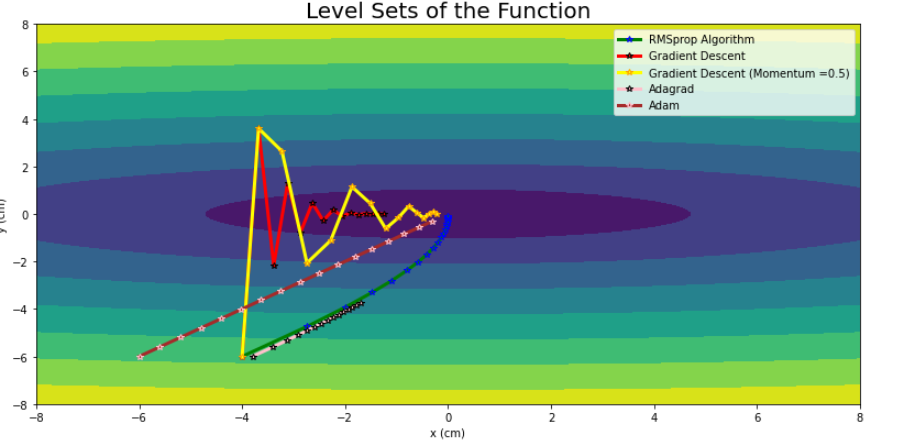 Level Sets of the Function
RMSprop Algorithm
Gradient Descent
Gradient Descent (Momentum =0.5)
Adagrad
Adam
8
6
4
2
0
−2
−4
−6
−8
y (cm)
−8 −6 −4 −2 0 2 4 6 8
x (cm)